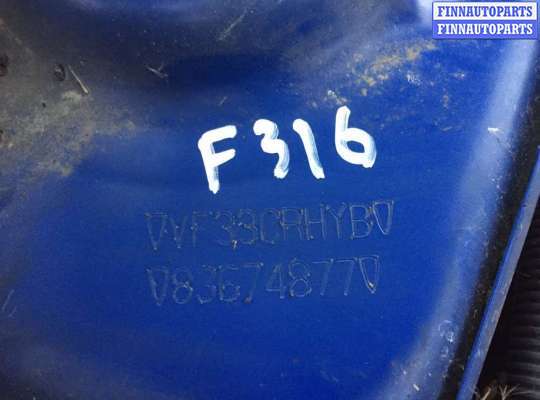 FINNAUTOPARTS
FINNAUTOPARTS
F316
VF33CRHYB
83674877